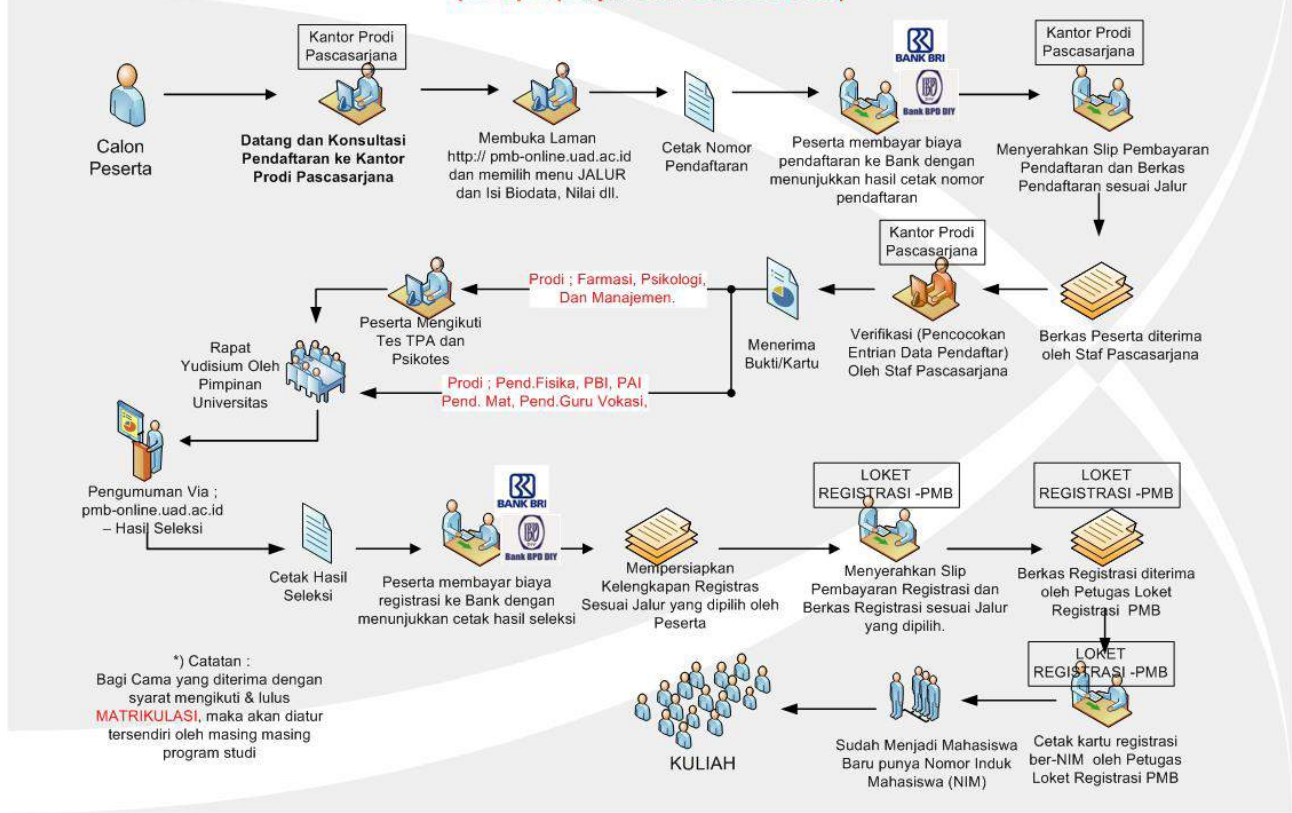 Kantor Prodi
Pascasarjana
Calon
Peserta
Datang dan Konsultasi
Pendaftaran ke Kantor
Prodi Pascasarjana
Membuka Laman
http:// pmb-online.uad.ac.id
dan memilih menu JALUR
dan Isi Biodata, Nilai dll.
Cetak Nomor
Pendaftaran
BANK BRI
Bank BPD DIY
Peserta membayar biaya
pendaftaran ke Bank dengan
menunjukkan hasil cetak nomor
pendaftaran
Kantor Prodi
Pascasarjana
Menyerahkan Slip Pembayaran
Pendaftaran dan Berkas
Pendaftaran sesuai Jalur
Berkas Peserta diterima
oleh Staf Pascasarjana
Kantor Prodi
Pascasarjana
Verifikasi (Pencocokan
Entrian Data Pendaftar)
Oleh Staf Pascasarjana
Menerima
Bukti/Kartu
Prodi ; Farmasi, Psikologi,
Dan Manajemen.
Peserta Mengikuti
Tes TPA dan
Psikotes
Prodi ; Pend.Fisika, PBI, PAI
Pend. Mat, Pend.Guru Vokasi,
Rapat
Yudisium Oleh
Pimpinan
Universitas
Pengumuman Via ;
pmb-online.uad.ac.id
– Hasil Seleksi
Cetak Hasil
Seleksi
BANK BRI
Bank BPD DIY
Peserta membayar biaya
registrasi ke Bank dengan
menunjukkan cetak hasil seleksi
Mempersiapkan
Kelengkapan Registras
Sesuai Jalur yang dipilih oleh
Peserta
LOKET
REGISTRASI -PMB
Menyerahkan Slip
Pembayaran Registrasi dan
Berkas Registrasi sesuai Jalur
yang dipilih.
LOKET
REGISTRASI -PMB
Berkas Registrasi diterima
oleh Petugas Loket
Registrasi PMB
LOKET
REGISTRASI -PMB
Cetak kartu registrasi
ber-NIM oleh Petugas
Loket Registrasi PMB
Sudah Menjadi Mahasiswa
Baru punya Nomor Induk
Mahasiswa (NIM)
KULIAH
*) Catatan :
Bagi Cama yang diterima dengan
syarat mengikuti & lulus
MATRIKULASI, maka akan diatur
tersendiri oleh masing masing
program studi